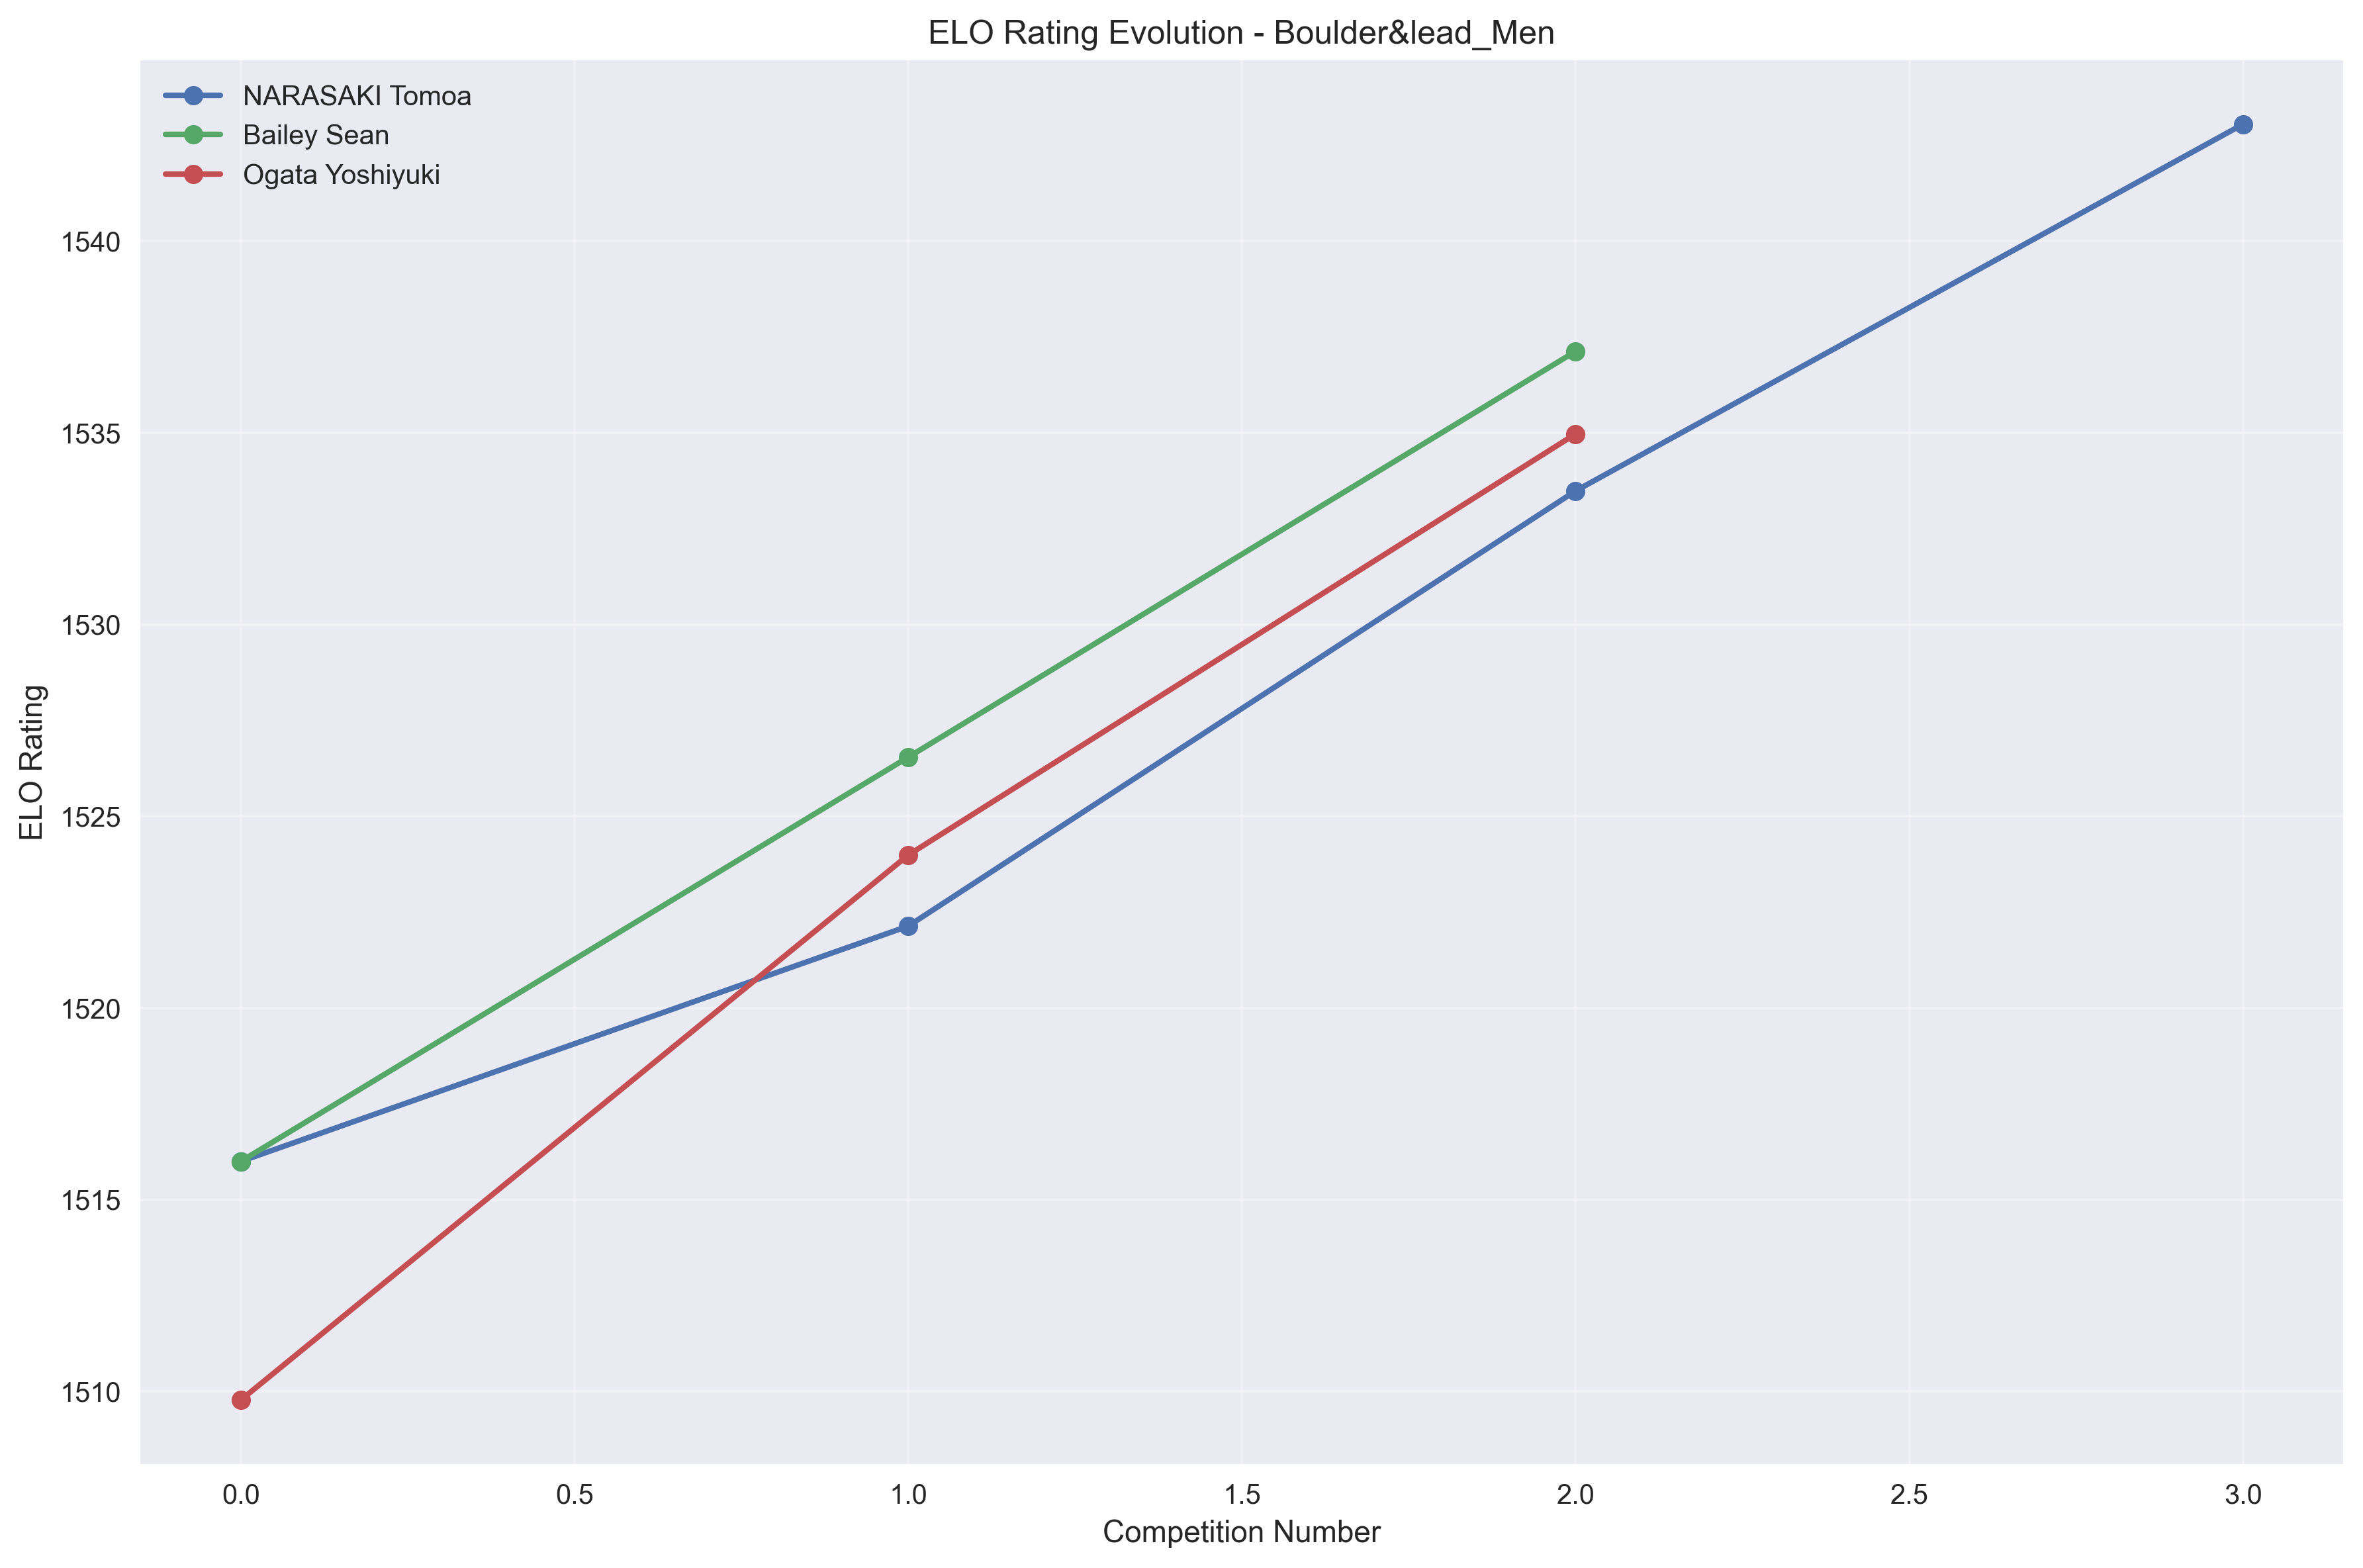 ELO Rating Evolution - Boulder&lead_Men
NARASAKI Tomoa
Bailey Sean
Ogata Yoshiyuki
1540
1535
1530
1525
1520
1515
1510
ELO Rating
0.0 0.5 1.0 1.5 2.0 2.5 3.0
Competition Number